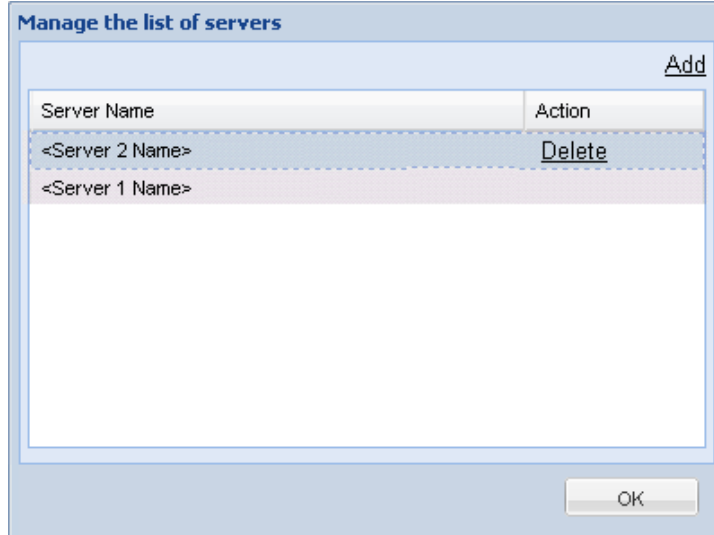 Manage the list of servers
Add
Server Name Action
<Server 2 Name> Delete
<Server 1 Name>
OK